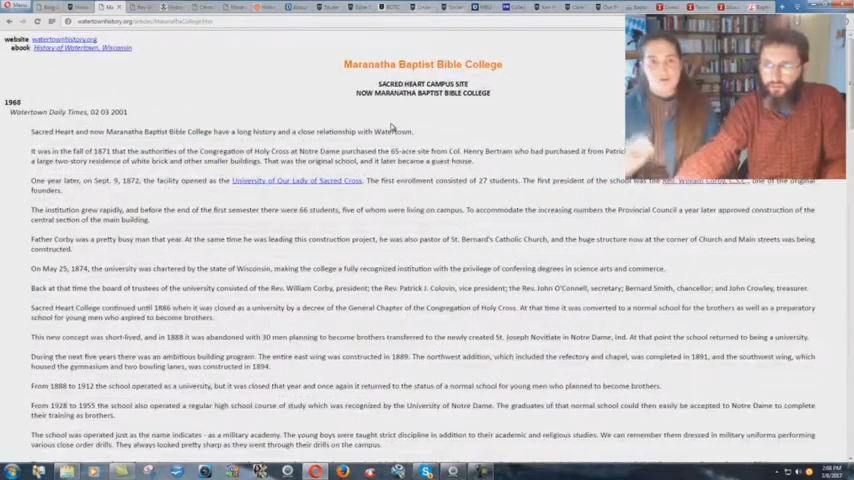 Menu
watertownhistory.org/articles/MaranathaCollege.htm
website watertownhistory.org
ebook History of Watertown, Wisconsin
Maranatha Baptist Bible College
SACRED HEART CAMPUS SITE
NOW MARANATHA BAPTIST BIBLE COLLEGE
1968
Watertown Daily Times, 02 03 2001
Sacred Heart and now Maranatha Baptist Bible College have a long history and a close relationship with Watertown.
It was in the fall of 1871 that the authorities of the Congregation of Holy Cross at Notre Dame purchased the 65-acre site from Col. Henry Bertram who had purchased it from Patric
a large two-story residence of white brick and other smaller buildings. That was the original school, and it later became a guest house.
One year later, on Sept. 9, 1872, the facility opened as the University of Our Lady of Sacred Cross. The first enrollment consisted of 27 students. The first president of the school was the Rev. William Corby, C.S.C., one of the original
founders.
The institution grew rapidly, and before the end of the first semester there were 66 students, five of whom were living on campus. To accommodate the increasing numbers the Provincial Council a year later approved construction of the
central section of the main building.
Father Corby was a pretty busy man that year. At the same time he was leading this construction project, he was also pastor of St. Bernard's Catholic Church, and the huge structure now at the corner of Church and Main streets was being
constructed.
On May 25, 1874, the university was chartered by the state of Wisconsin, making the college a fully recognized institution with the privilege of conferring degrees in science arts and commerce.
Back at that time the board of trustees of the university consisted of the Rev. William Corby, president; the Rev. Patrick J. Colovin, vice president; the Rev. John O'Connell, secretary; Bernard Smith, chancellor; and John Crowley, treasurer.
Sacred Heart College continued until 1886 when it was closed as a university by a decree of the General Chapter of the Congregation of Holy Cross. At that time it was converted to a normal school for the brothers as well as a preparatory
school for young men who aspired to become brothers.
This new concept was short-lived, and in 1888 it was abandoned with 30 men planning to become brothers transferred to the newly created St. Joseph Novitiate in Notre Dame, Ind. At that point the school returned to being a university.
During the next five years there was an ambitious building program. The entire east wing was constructed in 1889. The northwest addition, which included the refectory and chapel, was completed in 1891, and the southwest wing, which
housed the gymnasium and two bowling lanes, was constructed in 1894.
From 1888 to 1912 the school operated as a university, but it was closed that year and once again it returned to the status of a normal school for young men who planned to become brothers.
From 1928 to 1955 the school also operated a regular high school course of study which was recognized by the University of Notre Dame. The graduates of that normal school could then easily be accepted to Notre Dame to complete
their training as brothers.
The school was operated just as the name indicates - as a military academy. The young boys were taught strict discipline in addition to their academic and religious studies. We can remember them dressed in military uniforms performing
various close order drills. They always looked pretty sharp as they went through their drills on the campus.
2:08 PM